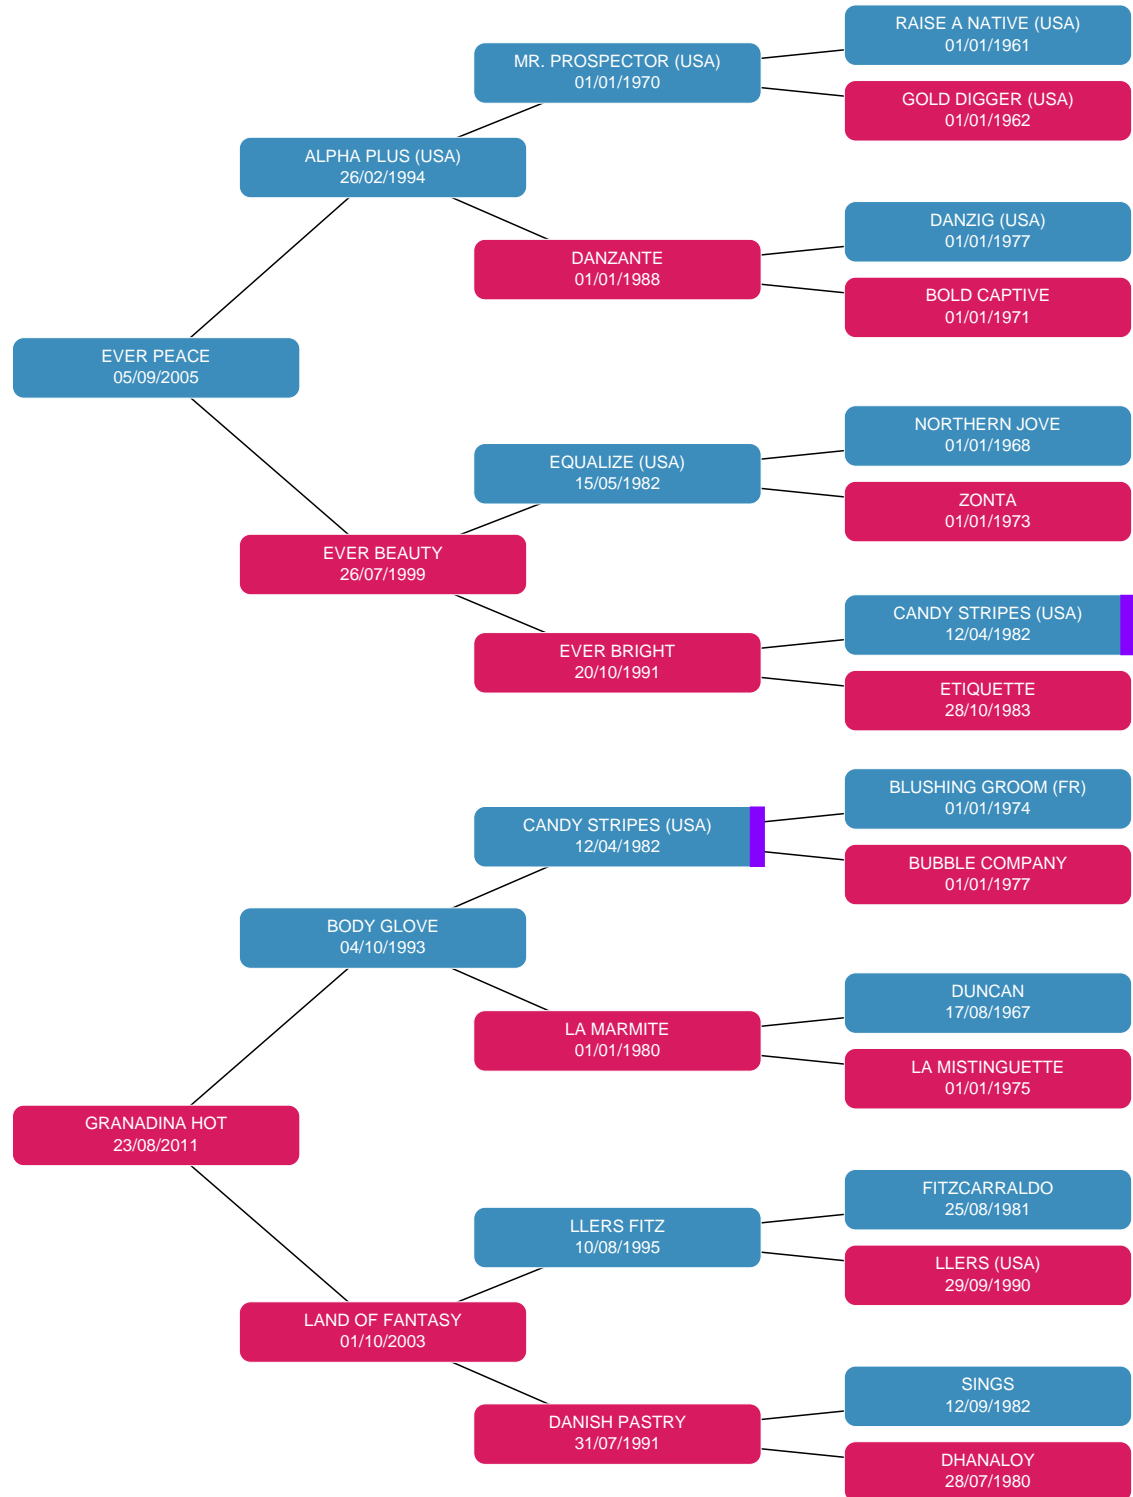 RAISE A NATIVE (USA)
01/01/1961
MR. PROSPECTOR (USA)
01/01/1970
GOLD DIGGER (USA)
01/01/1962
ALPHA PLUS (USA)
26/02/1994
DANZIG (USA)
01/01/1977
DANZANTE
01/01/1988
BOLD CAPTIVE
01/01/1971
EVER PEACE
05/09/2005
NORTHERN JOVE
01/01/1968
EQUALIZE (USA)
15/05/1982
ZONTA
01/01/1973
EVER BEAUTY
26/07/1999
CANDY STRIPES (USA)
12/04/1982
EVER BRIGHT
20/10/1991
ETIQUETTE
28/10/1983
BLUSHING GROOM (FR)
01/01/1974
CANDY STRIPES (USA)
12/04/1982
BUBBLE COMPANY
01/01/1977
BODY GLOVE
04/10/1993
DUNCAN
17/08/1967
LA MARMITE
01/01/1980
LA MISTINGUETTE
01/01/1975
GRANADINA HOT
23/08/2011
FITZCARRALDO
25/08/1981
LLERS FITZ
10/08/1995
LLERS (USA)
29/09/1990
LAND OF FANTASY
01/10/2003
SINGS
12/09/1982
DANISH PASTRY
31/07/1991
DHANALOY
28/07/1980